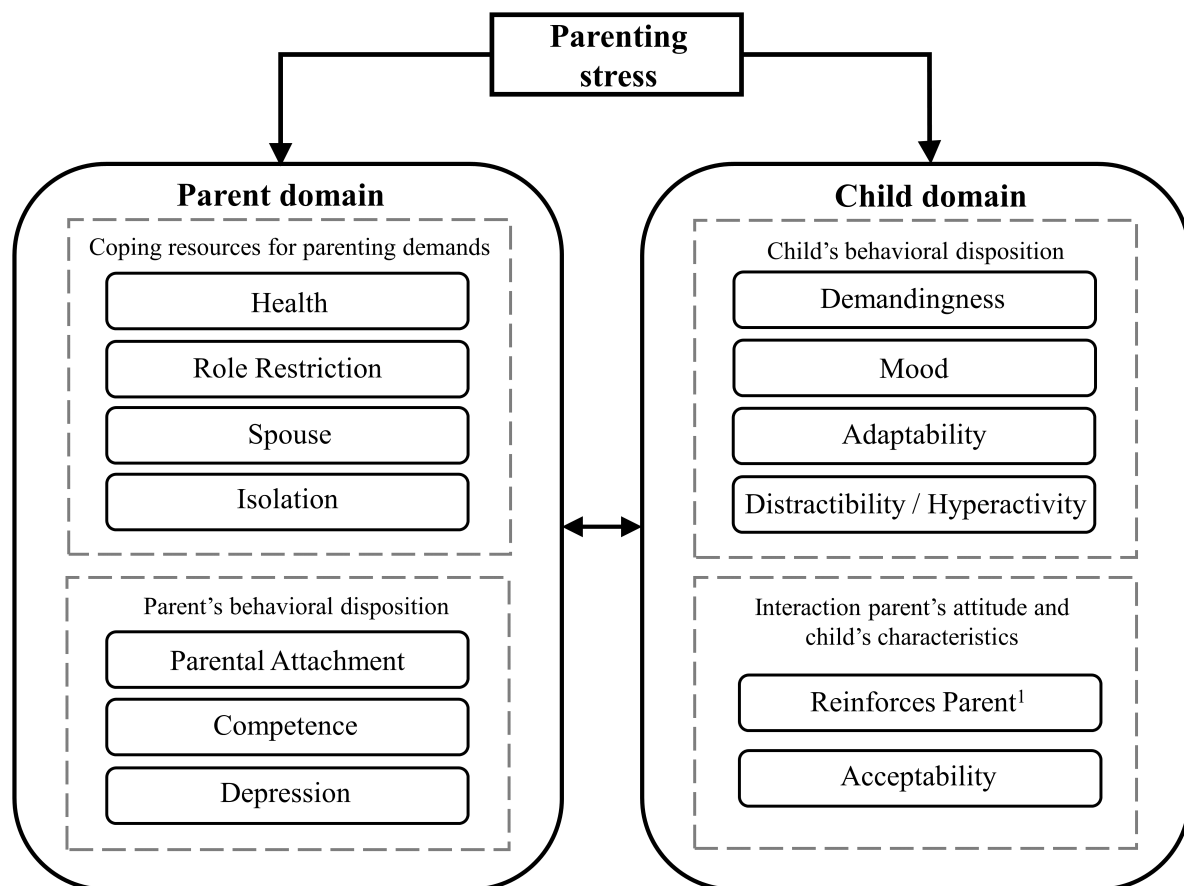 Parenting
stress
Parent domain
Coping resources for parenting demands
Health
Role Restriction
Spouse
Isolation
Parent’s behavioral disposition
Parental Attachment
Competence
Depression
Child domain
Child’s behavioral disposition
Demandingness
Mood
Adaptability
Distractibility / Hyperactivity
Interaction parent’s attitude and
child’s characteristics
Reinforces Parent¹
Acceptability